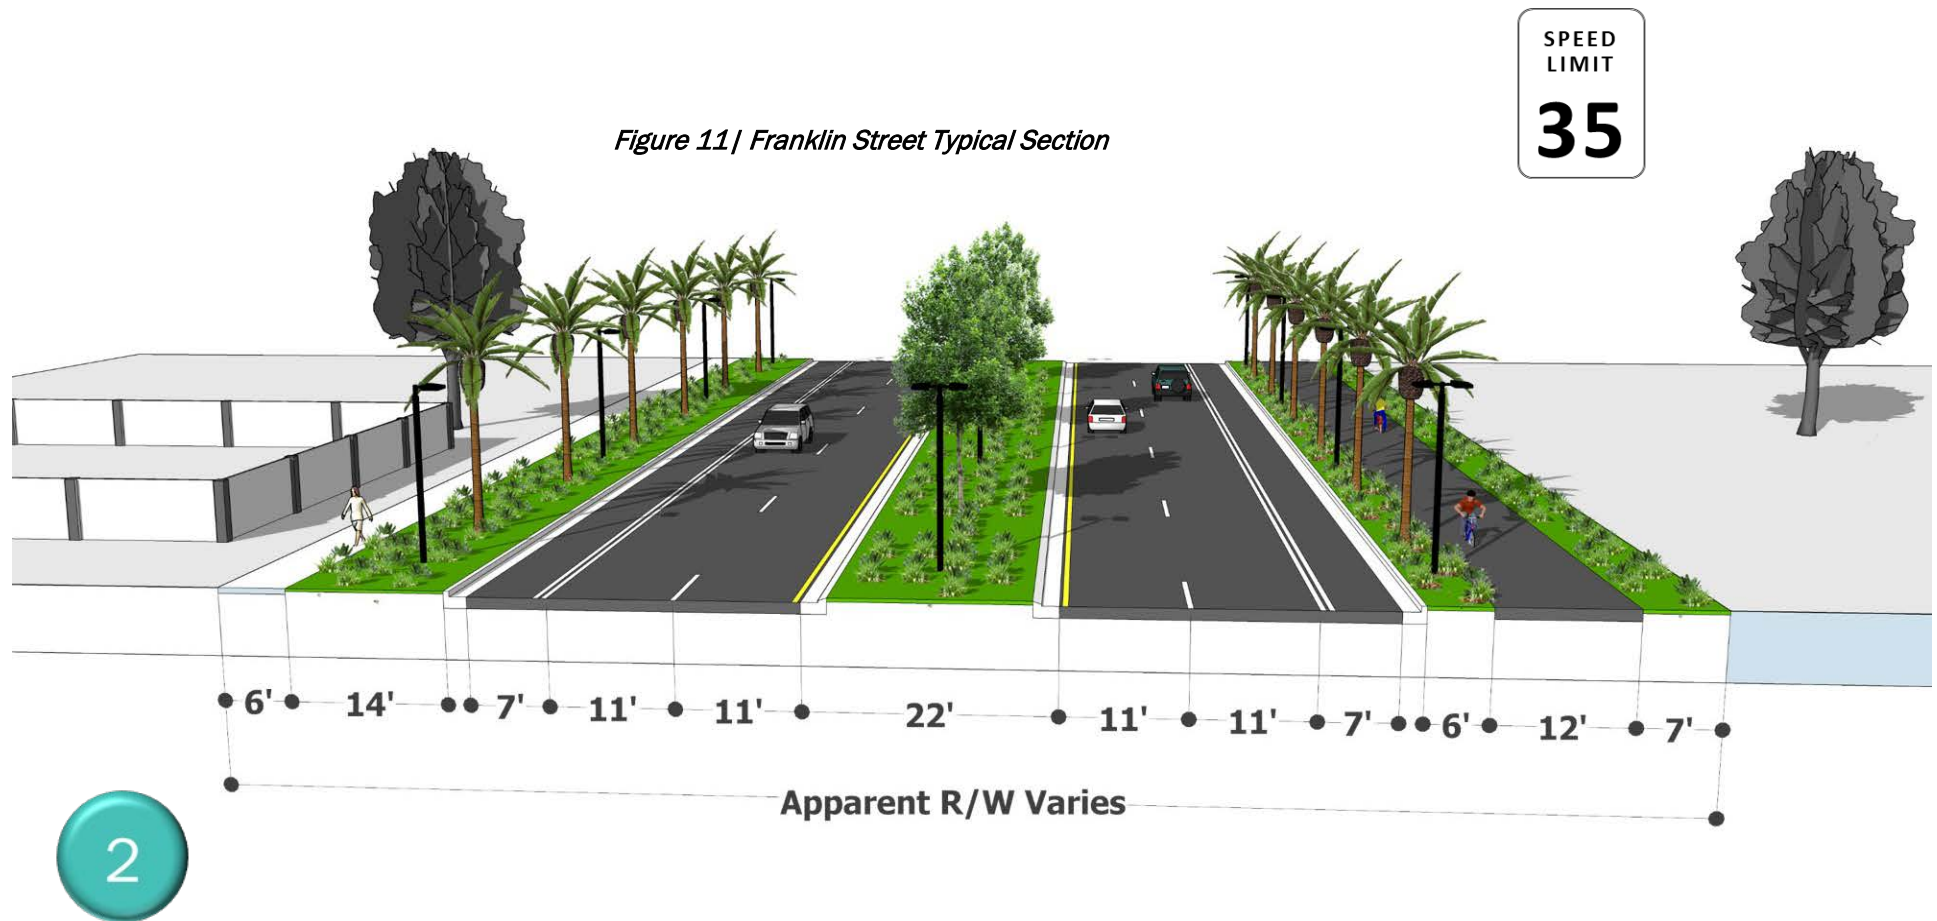 SPEED
LIMIT
35
Figure 11| Franklin Street Typical Section
6' 14' 7' 11' 11' 22' 11' 11' 7' 6' 12' 7'
Apparent R/W Varies
2